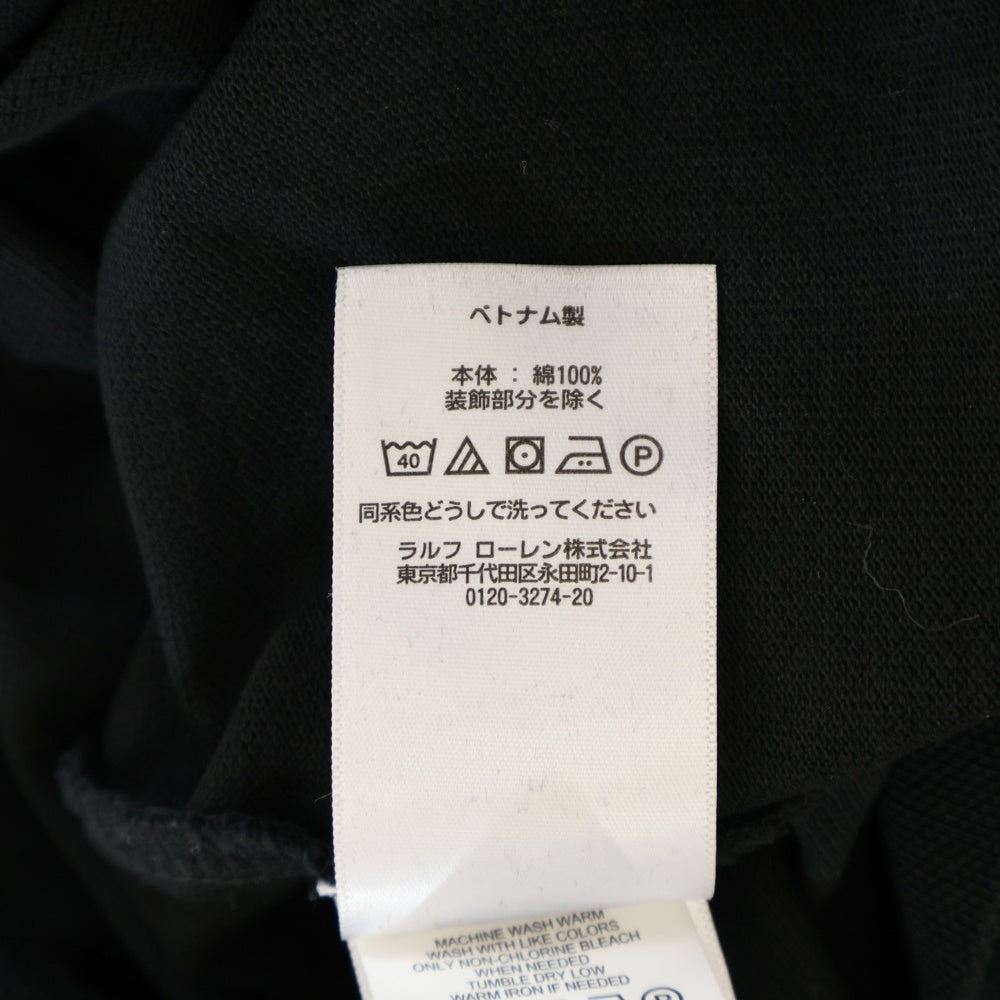 ベトナム製
本体 : 綿100%
装飾部分を除く
40 P
同系色どうしで洗ってください
ラルフ ローレン株式会社
東京都千代田区永田町2-10-1
0120-3274-20
MACHINE WASH WARM
WASH WITH LIKE COLORS
ONLY NON-CHLORINE BLEACH
WHEN NEEDED
TUMBLE DRY LOW
WARM IRON IF NEEDED
P